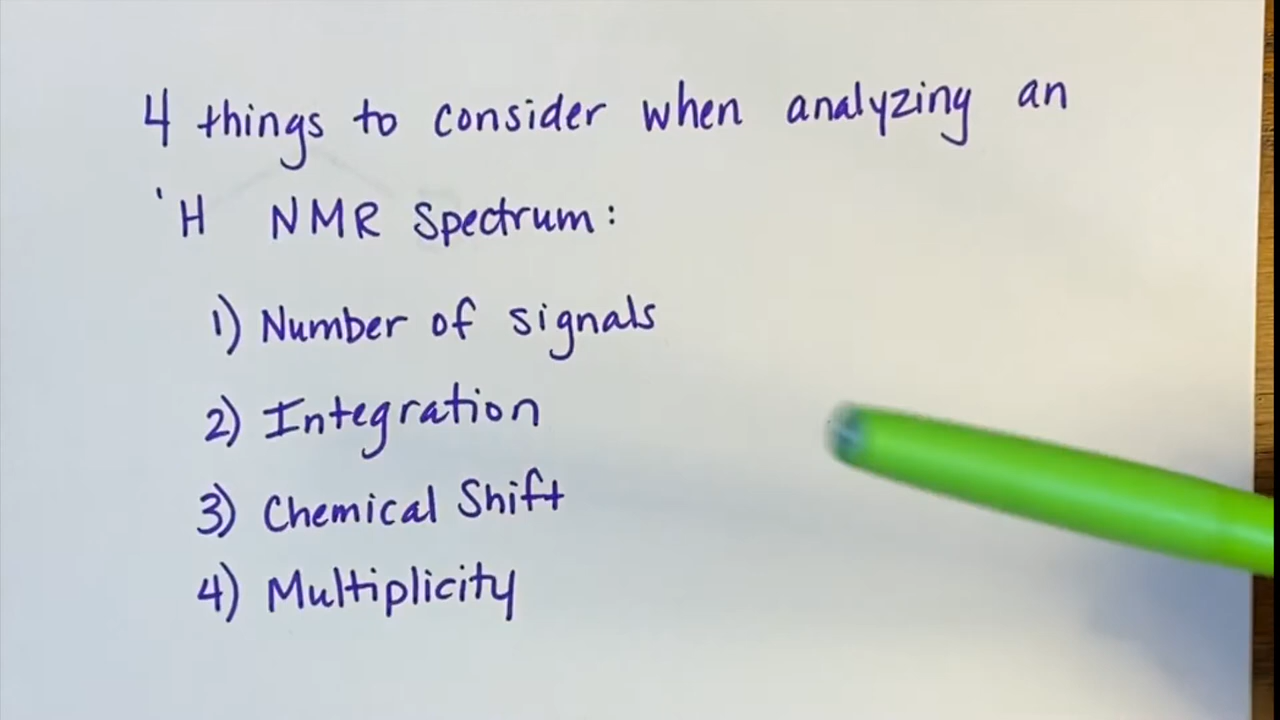 4 things to consider when analyzing an
¹H NMR Spectrum:
1) Number of signals
2) Integration
3) Chemical Shift
4) Multiplicity